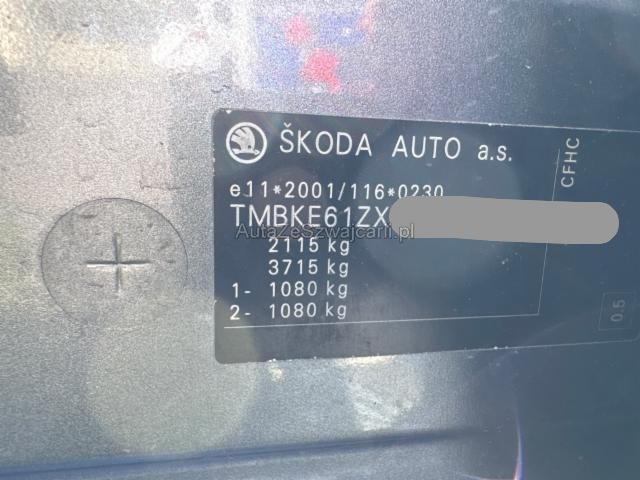 ŠKODA AUTO a.s.
e11*2001/116*0230
TMBKE61ZX
AutaZeSzwajcarii.pl
2115 kg
3715 kg
1- 1080 kg
2- 1080 kg
CFHC
0.5